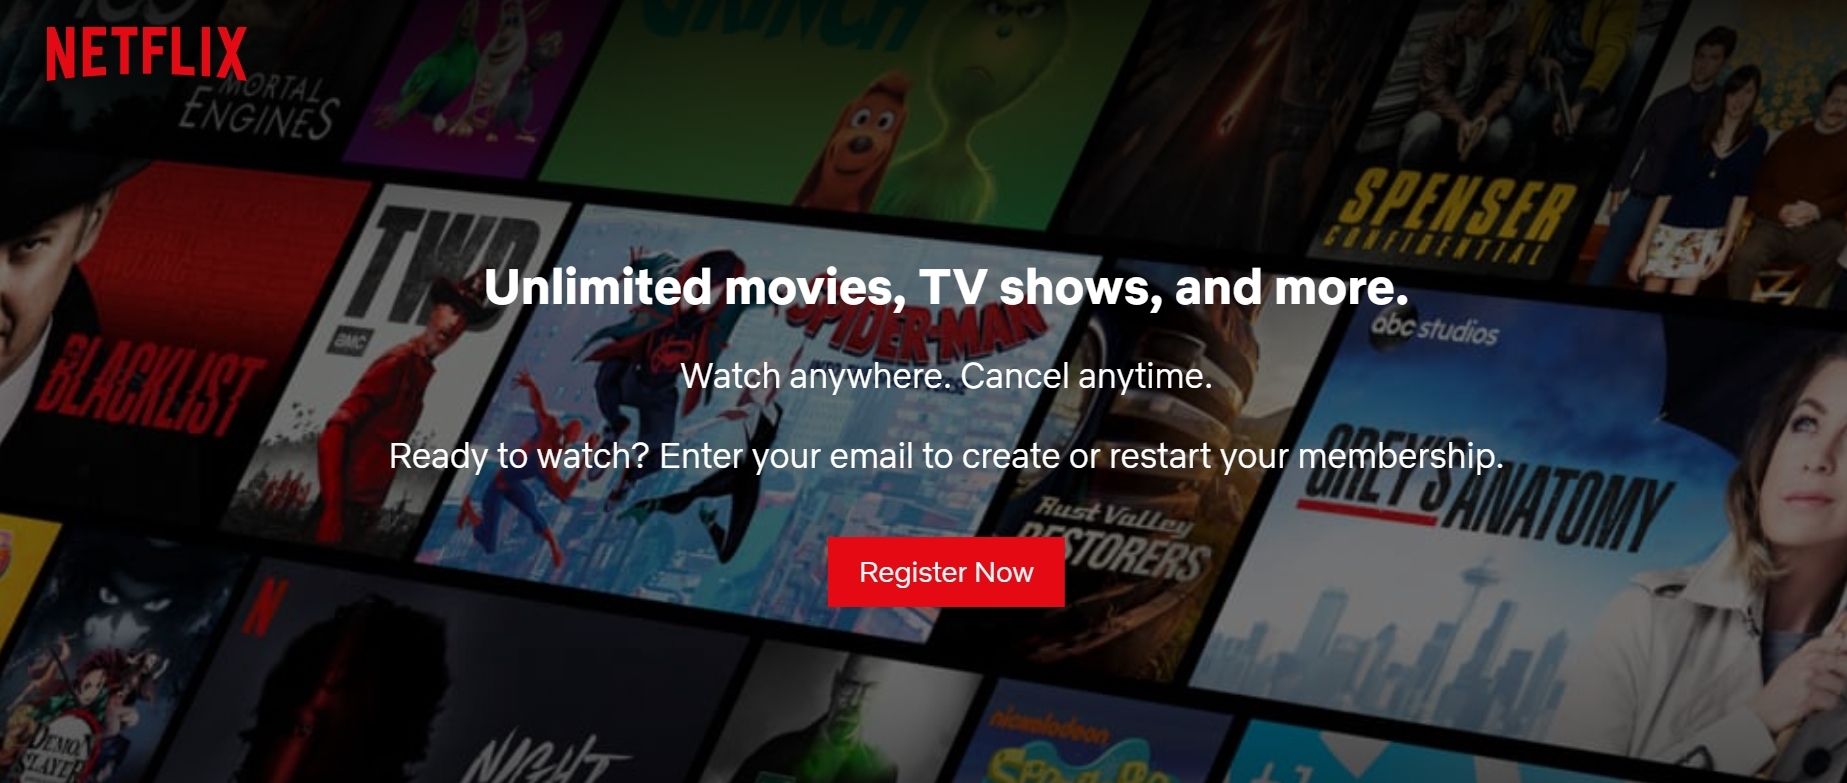 NETFLIX
MORTAL
ENGINES
GRINCH
SPENSER
CONFIDENTIAL
TWD
amc
Unlimited movies, TV shows, and more.
SPIDER-MAN
abc studios
BLACKLIST
Watch anywhere. Cancel anytime.
Ready to watch? Enter your email to create or restart your membership.
GREY'S ANATOMY
Rust Valley
RESTORERS
Register Now
N
nickelodeon
DEMON
SLAYER
NIGHT